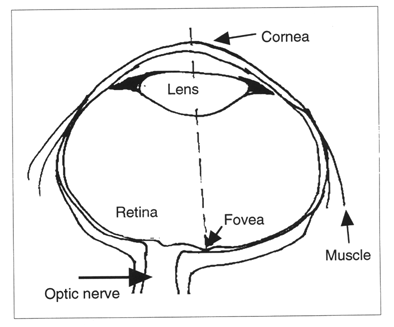 Cornea
Lens
Retina
Fovea
Muscle
Optic nerve